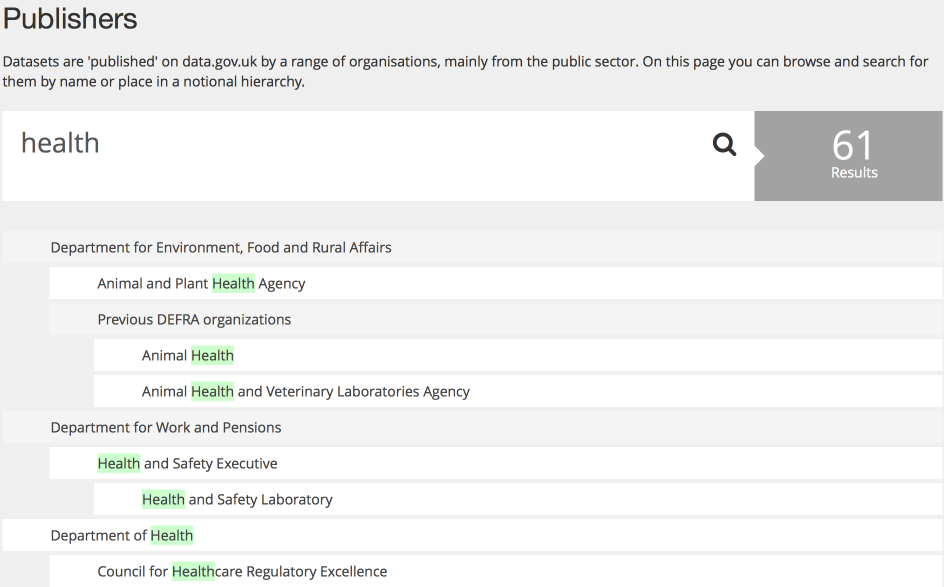 Publishers
Datasets are 'published' on data.gov.uk by a range of organisations, mainly from the public sector. On this page you can browse and search for
them by name or place in a notional hierarchy.
health
61
Results
Department for Environment, Food and Rural Affairs
Animal and Plant Health Agency
Previous DEFRA organizations
Animal Health
Animal Health and Veterinary Laboratories Agency
Department for Work and Pensions
Health and Safety Executive
Health and Safety Laboratory
Department of Health
Council for Healthcare Regulatory Excellence